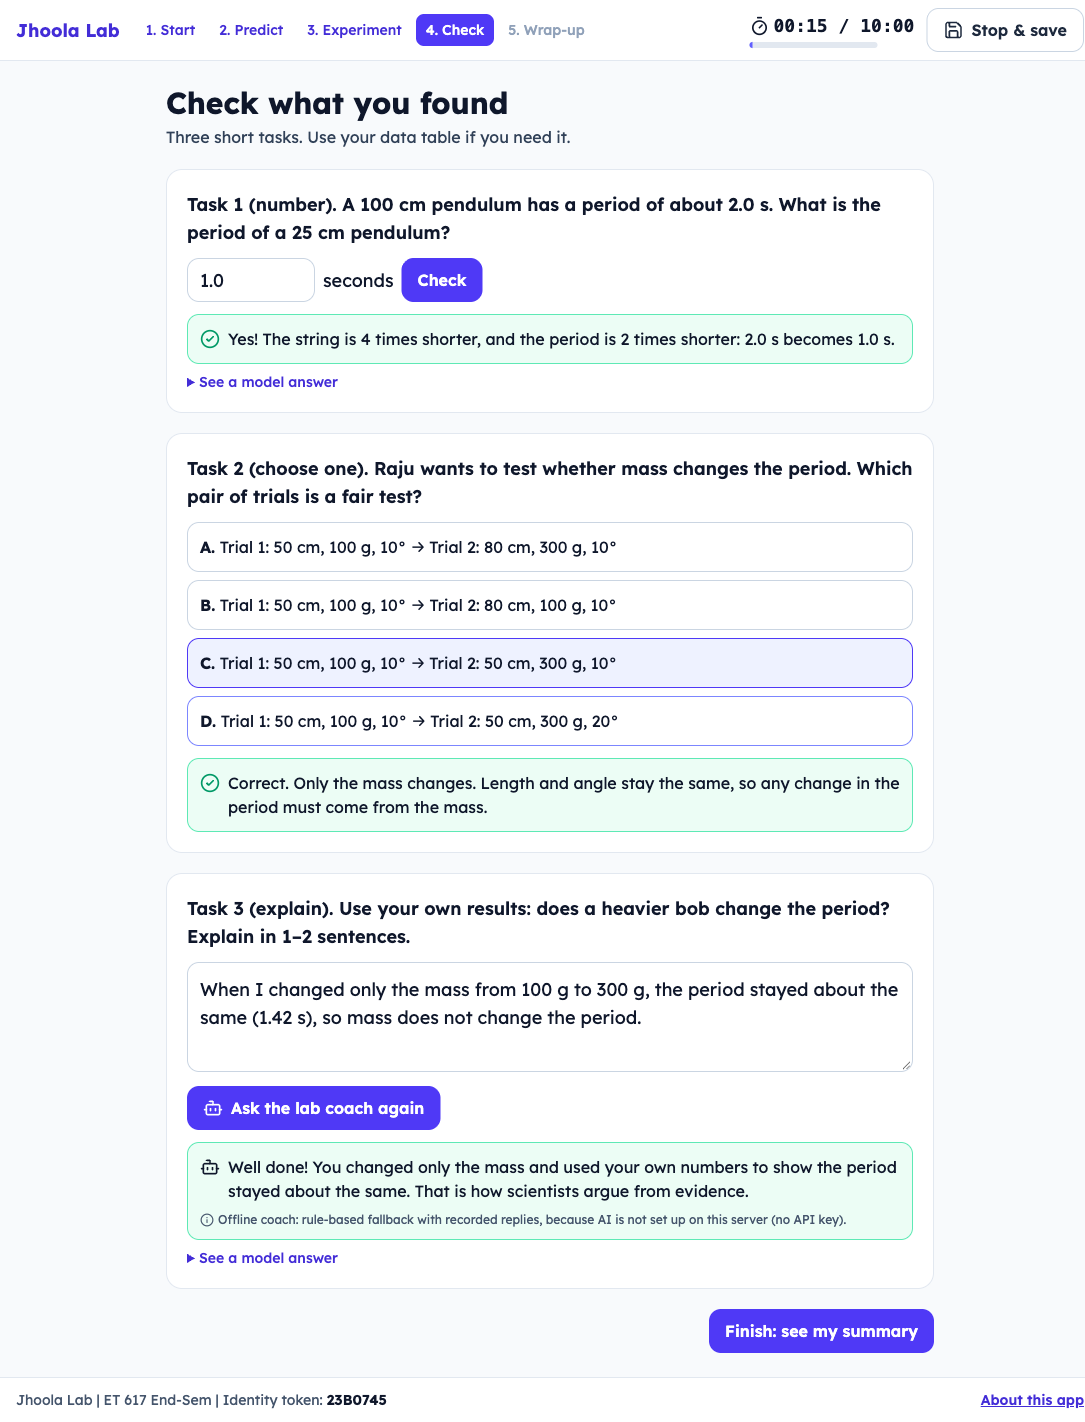 Jhoola Lab 1. Start 2. Predict 3. Experiment 4. Check 5. Wrap-up 00:15 / 10:00 Stop & save
Check what you found
Three short tasks. Use your data table if you need it.
Task 1 (number). A 100 cm pendulum has a period of about 2.0 s. What is the
period of a 25 cm pendulum?
1.0 seconds Check
Yes! The string is 4 times shorter, and the period is 2 times shorter: 2.0 s becomes 1.0 s.
See a model answer
Task 2 (choose one). Raju wants to test whether mass changes the period. Which
pair of trials is a fair test?
A. Trial 1: 50 cm, 100 g, 10° → Trial 2: 80 cm, 300 g, 10°
B. Trial 1: 50 cm, 100 g, 10° → Trial 2: 80 cm, 100 g, 10°
C. Trial 1: 50 cm, 100 g, 10° → Trial 2: 50 cm, 300 g, 10°
D. Trial 1: 50 cm, 100 g, 10° → Trial 2: 50 cm, 300 g, 20°
Correct. Only the mass changes. Length and angle stay the same, so any change in the
period must come from the mass.
Task 3 (explain). Use your own results: does a heavier bob change the period?
Explain in 1–2 sentences.
When I changed only the mass from 100 g to 300 g, the period stayed about the
same (1.42 s), so mass does not change the period.
Ask the lab coach again
Well done! You changed only the mass and used your own numbers to show the period
stayed about the same. That is how scientists argue from evidence.
Offline coach: rule-based fallback with recorded replies, because AI is not set up on this server (no API key).
See a model answer
Finish: see my summary
Jhoola Lab | ET 617 End-Sem | Identity token: 23B0745 About this app